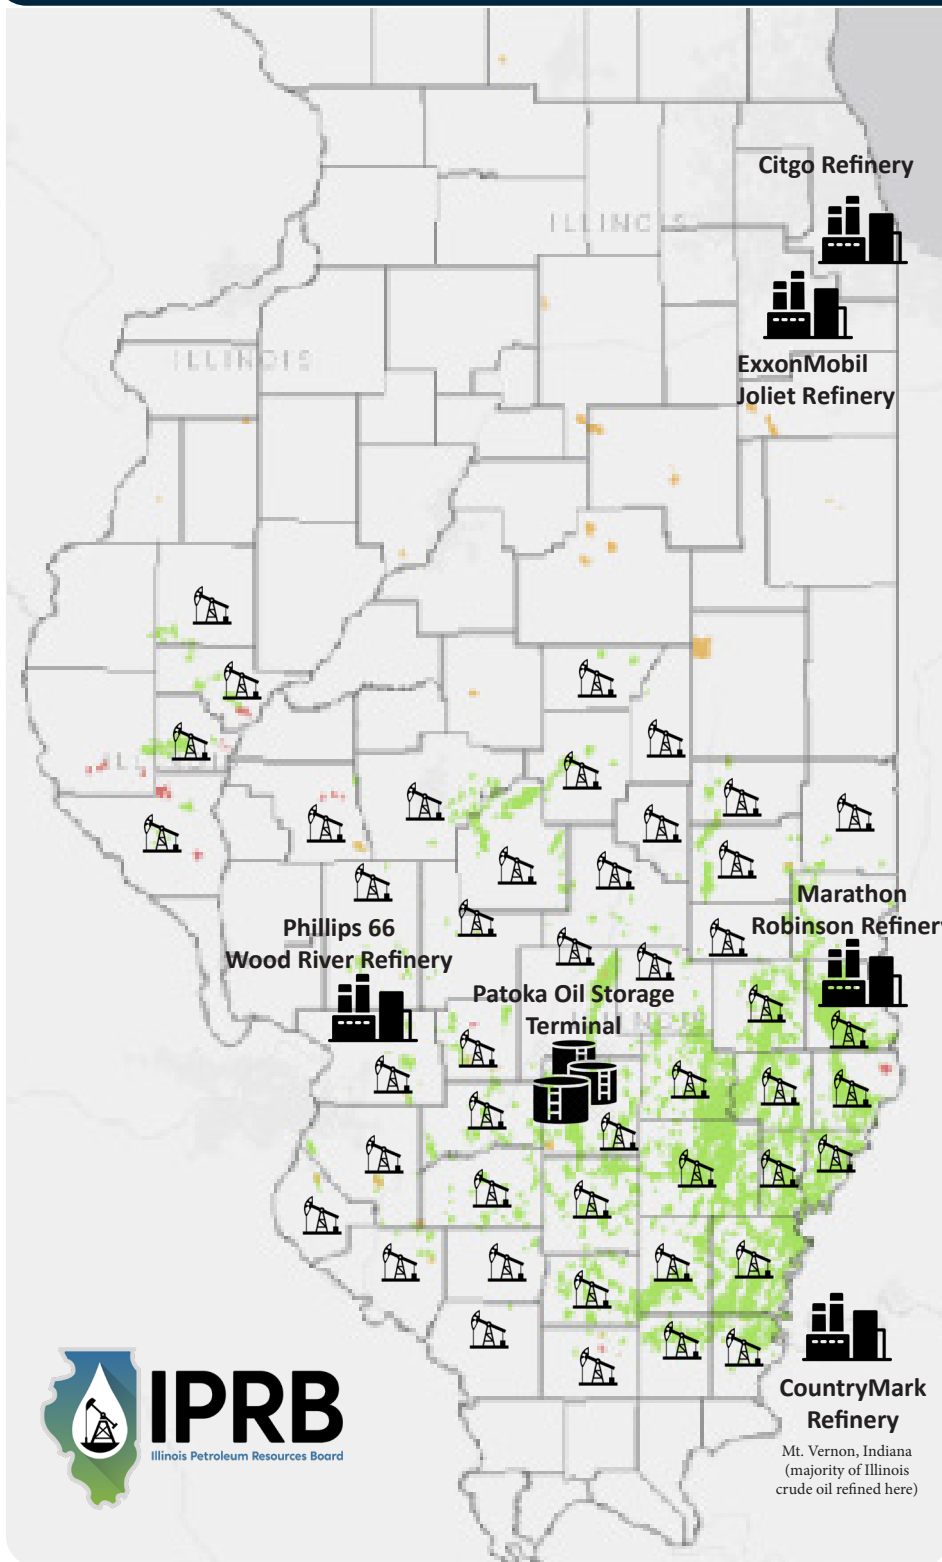 Citgo Refinery
ILLINOIS
ExxonMobil
Joliet Refinery
ILLINOIS
Marathon
Robinson Refinery
Phillips 66
Wood River Refinery
Patoka Oil Storage
Terminal
CountryMark
Refinery
Mt. Vernon, Indiana
(majority of Illinois
crude oil refined here)
IPRB
Illinois Petroleum Resources Board